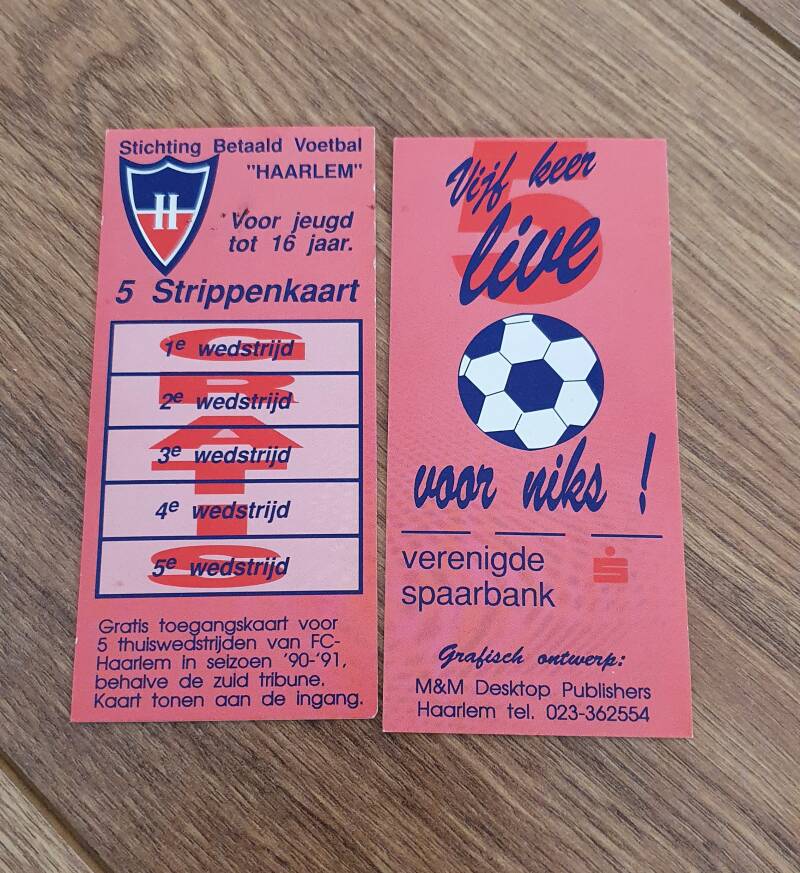 Stichting Betaald Voetbal
"HAARLEM"
H
Voor jeugd
tot 16 jaar.
5 Strippenkaart
GRATIS
1e wedstrijd
2e wedstrijd
3e wedstrijd
4e wedstrijd
5e wedstrijd
Gratis toegangskaart voor
5 thuiswedstrijden van FC-
Haarlem in seizoen '90-'91,
behalve de zuid tribune.
Kaart tonen aan de ingang.
5
Vijf keer
live
voor niks !
verenigde
spaarbank
Grafisch ontwerp:
M&M Desktop Publishers
Haarlem tel. 023-362554